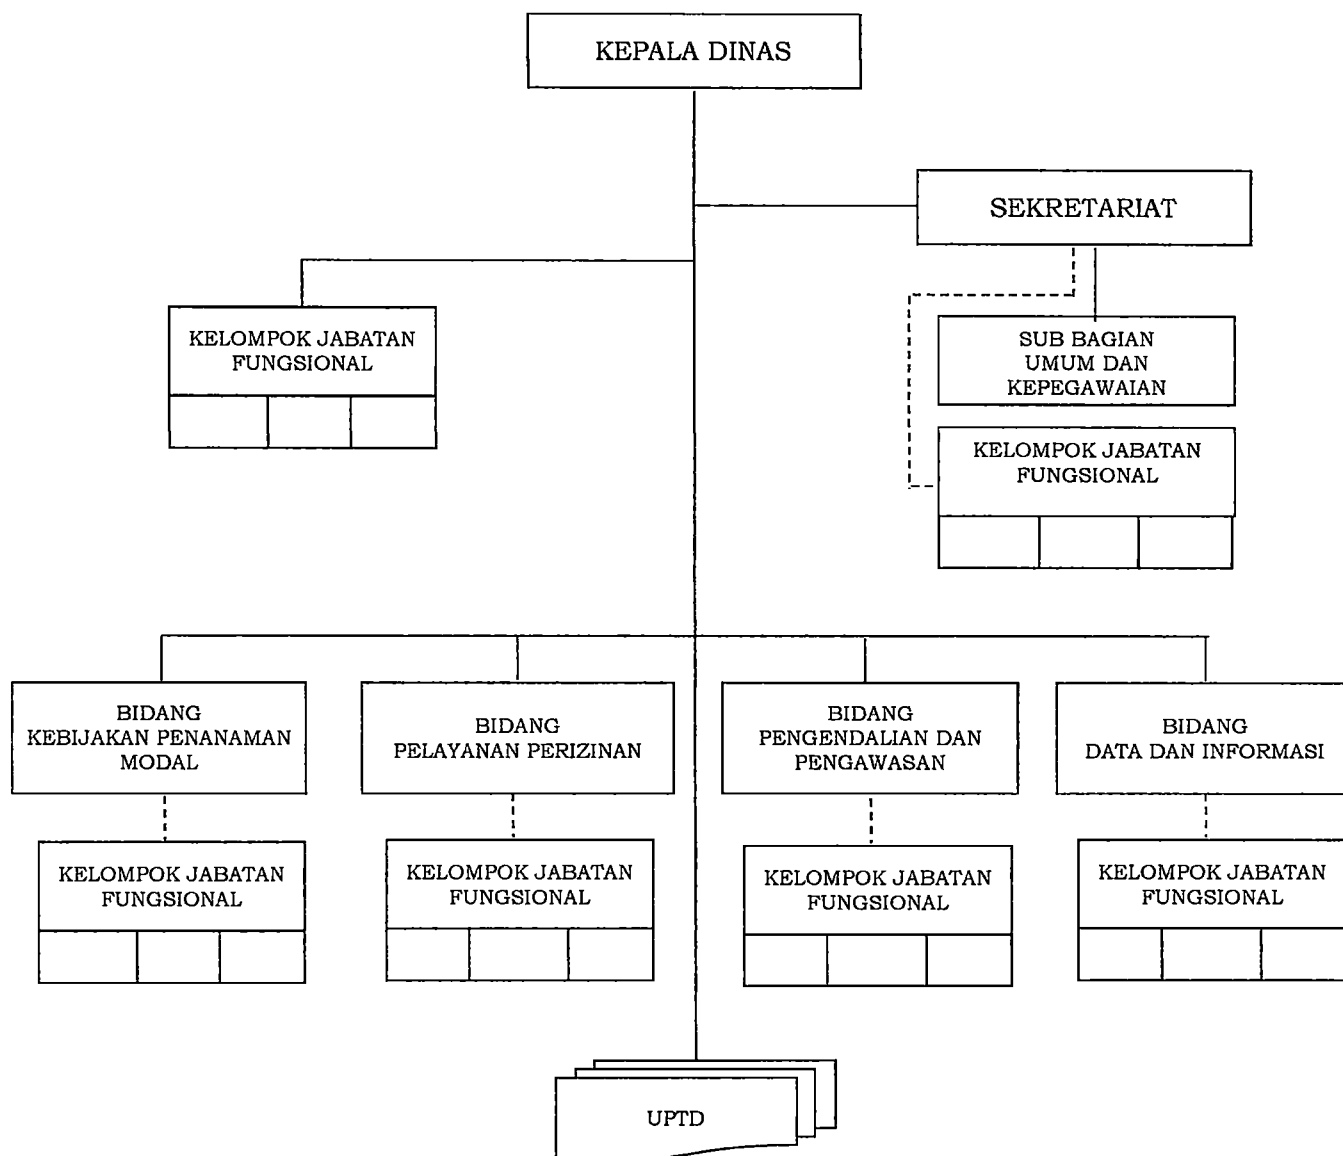 KEPALA DINAS
SEKRETARIAT
KELOMPOK JABATAN
FUNGSIONAL
SUB BAGIAN
UMUM DAN
KEPEGAWAIAN
KELOMPOK JABATAN
FUNGSIONAL
BIDANG
KEBIJAKAN PENANAMAN
MODAL
BIDANG
PELAYANAN PERIZINAN
BIDANG
PENGENDALIAN DAN
PENGAWASAN
BIDANG
DATA DAN INFORMASI
KELOMPOK JABATAN
FUNGSIONAL
KELOMPOK JABATAN
FUNGSIONAL
KELOMPOK JABATAN
FUNGSIONAL
KELOMPOK JABATAN
FUNGSIONAL
UPTD